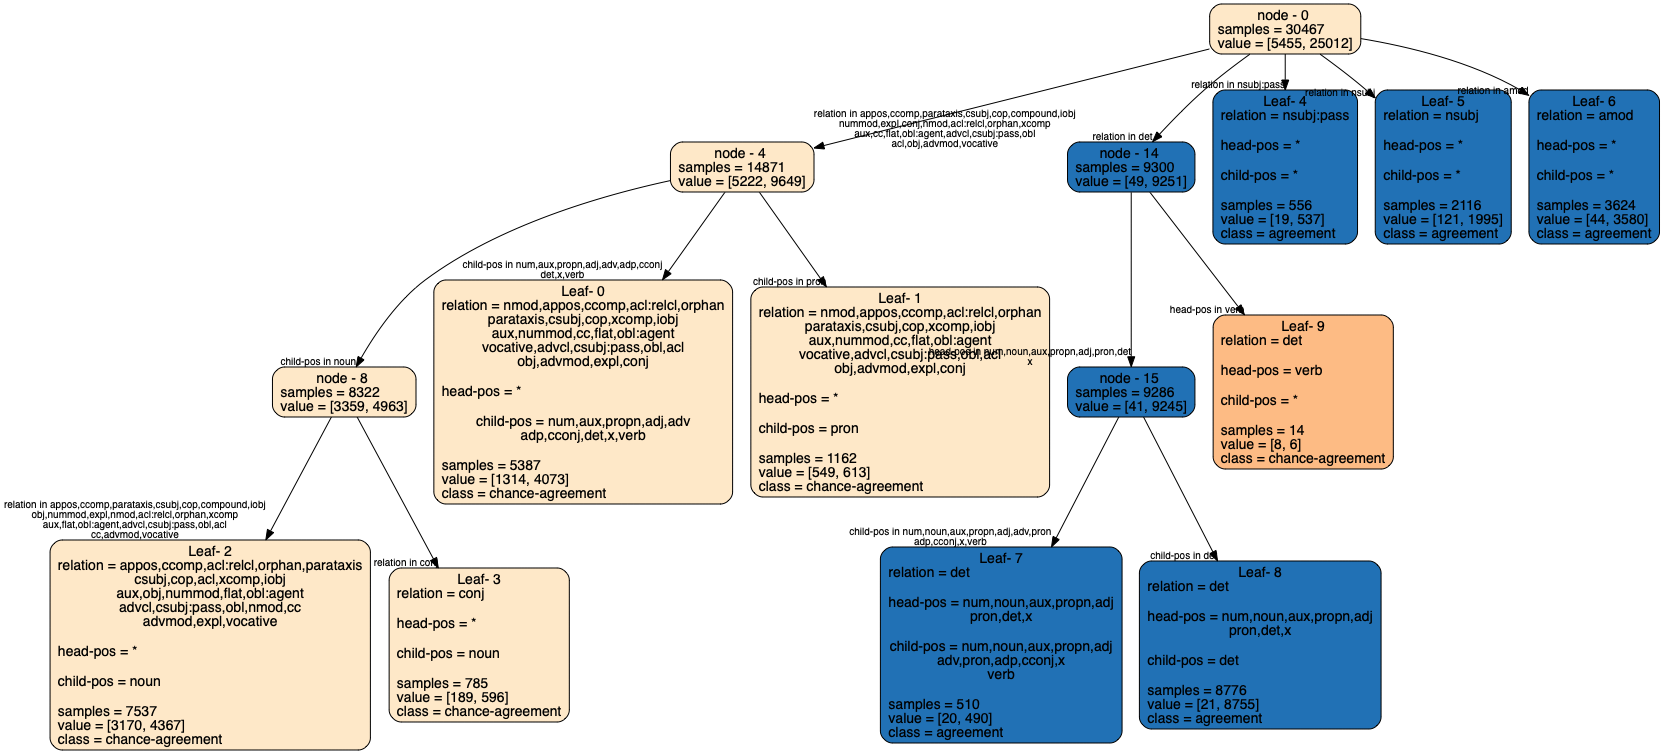 node - 0
samples = 30467
value = [5455, 25012]
relation in appos,ccomp,parataxis,csubj,cop,compound,iobj
nummod,expl,conj,nmod,acl:relcl,orphan,xcomp
aux,cc,flat,obl:agent,advcl,csubj:pass,obl
acl,obj,advmod,vocative
node - 4
samples = 14871
value = [5222, 9649]
relation in det
node - 14
samples = 9300
value = [49, 9251]
relation in nsubj:pass
Leaf- 4
relation = nsubj:pass
head-pos = *
child-pos = *
samples = 556
value = [19, 537]
class = agreement
relation in nsubj
Leaf- 5
relation = nsubj
head-pos = *
child-pos = *
samples = 2116
value = [121, 1995]
class = agreement
relation in amod
Leaf- 6
relation = amod
head-pos = *
child-pos = *
samples = 3624
value = [44, 3580]
class = agreement
child-pos in noun
node - 8
samples = 8322
value = [3359, 4963]
child-pos in num,aux,propn,adj,adv,adp,cconj
det,x,verb
Leaf- 0
relation = nmod,appos,ccomp,acl:relcl,orphan
parataxis,csubj,cop,xcomp,iobj
aux,nummod,cc,flat,obl:agent
vocative,advcl,csubj:pass,obl,acl
obj,advmod,expl,conj
head-pos = *
child-pos = num,aux,propn,adj,adv
adp,cconj,det,x,verb
samples = 5387
value = [1314, 4073]
class = chance-agreement
child-pos in pron
Leaf- 1
relation = nmod,appos,ccomp,acl:relcl,orphan
parataxis,csubj,cop,xcomp,iobj
aux,nummod,cc,flat,obl:agent
vocative,advcl,csubj:pass,obl,acl
obj,advmod,expl,conj
head-pos = *
child-pos = pron
samples = 1162
value = [549, 613]
class = chance-agreement
head-pos in num,noun,aux,propn,adj,pron,det
x
node - 15
samples = 9286
value = [41, 9245]
head-pos in verb
Leaf- 9
relation = det
head-pos = verb
child-pos = *
samples = 14
value = [8, 6]
class = chance-agreement
relation in appos,ccomp,parataxis,csubj,cop,compound,iobj
obj,nummod,expl,nmod,acl:relcl,orphan,xcomp
aux,flat,obl:agent,advcl,csubj:pass,obl,acl
cc,advmod,vocative
Leaf- 2
relation = appos,ccomp,acl:relcl,orphan,parataxis
csubj,cop,acl,xcomp,iobj
aux,obj,nummod,flat,obl:agent
advcl,csubj:pass,obl,nmod,cc
advmod,expl,vocative
head-pos = *
child-pos = noun
samples = 7537
value = [3170, 4367]
class = chance-agreement
relation in conj
Leaf- 3
relation = conj
head-pos = *
child-pos = noun
samples = 785
value = [189, 596]
class = chance-agreement
child-pos in num,noun,aux,propn,adj,adv,pron
adp,cconj,x,verb
Leaf- 7
relation = det
head-pos = num,noun,aux,propn,adj
pron,det,x
child-pos = num,noun,aux,propn,adj
adv,pron,adp,cconj,x
verb
samples = 510
value = [20, 490]
class = agreement
child-pos in det
Leaf- 8
relation = det
head-pos = num,noun,aux,propn,adj
pron,det,x
child-pos = det
samples = 8776
value = [21, 8755]
class = agreement